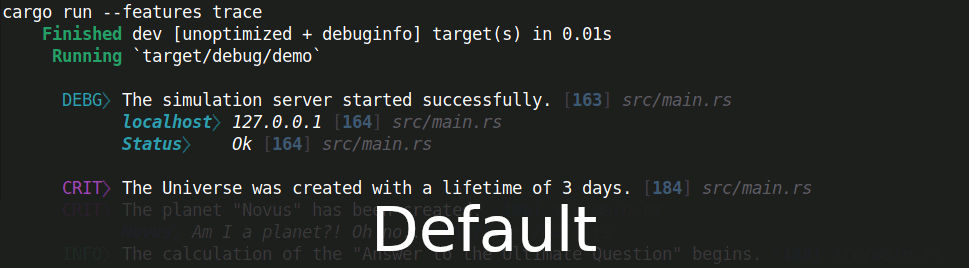 cargo run --features trace
Finished dev [unoptimized + debuginfo] target(s) in 0.01s
Running `target/debug/demo`
DEBG〉 The simulation server started successfully. [163] src/main.rs
localhost〉 127.0.0.1 [164] src/main.rs
Status〉 Ok [164] src/main.rs
CRIT〉 The Universe was created with a lifetime of 3 days. [184] src/main.rs
CRIT〉 The planet "Novus" has been created.
Am I a planet?! Oh no
INFO〉 The calculation of the "Answer to the Ultimate Question" begins.
Default